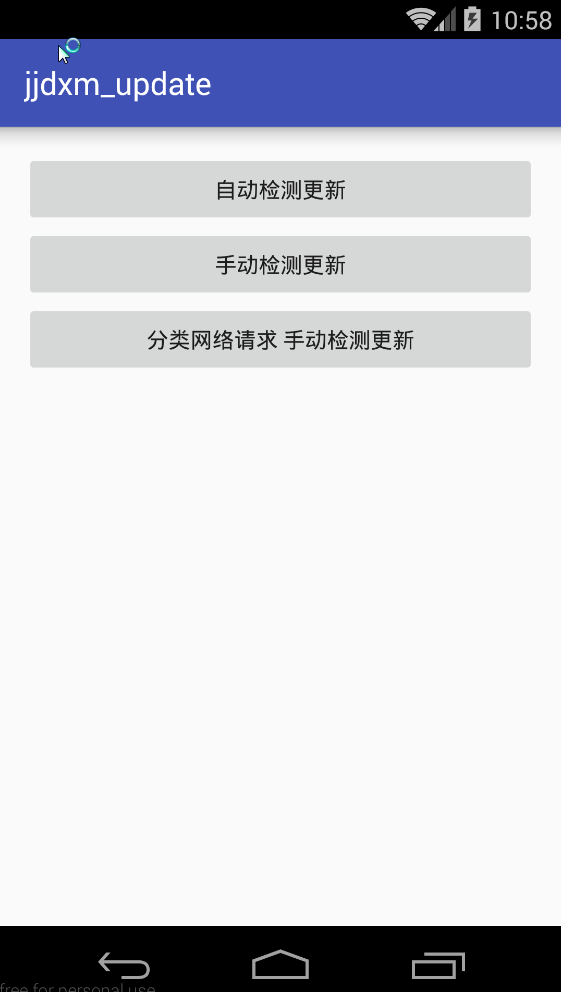 10:58
jjdxm_update
自动检测更新
手动检测更新
分类网络请求 手动检测更新
free for personal use